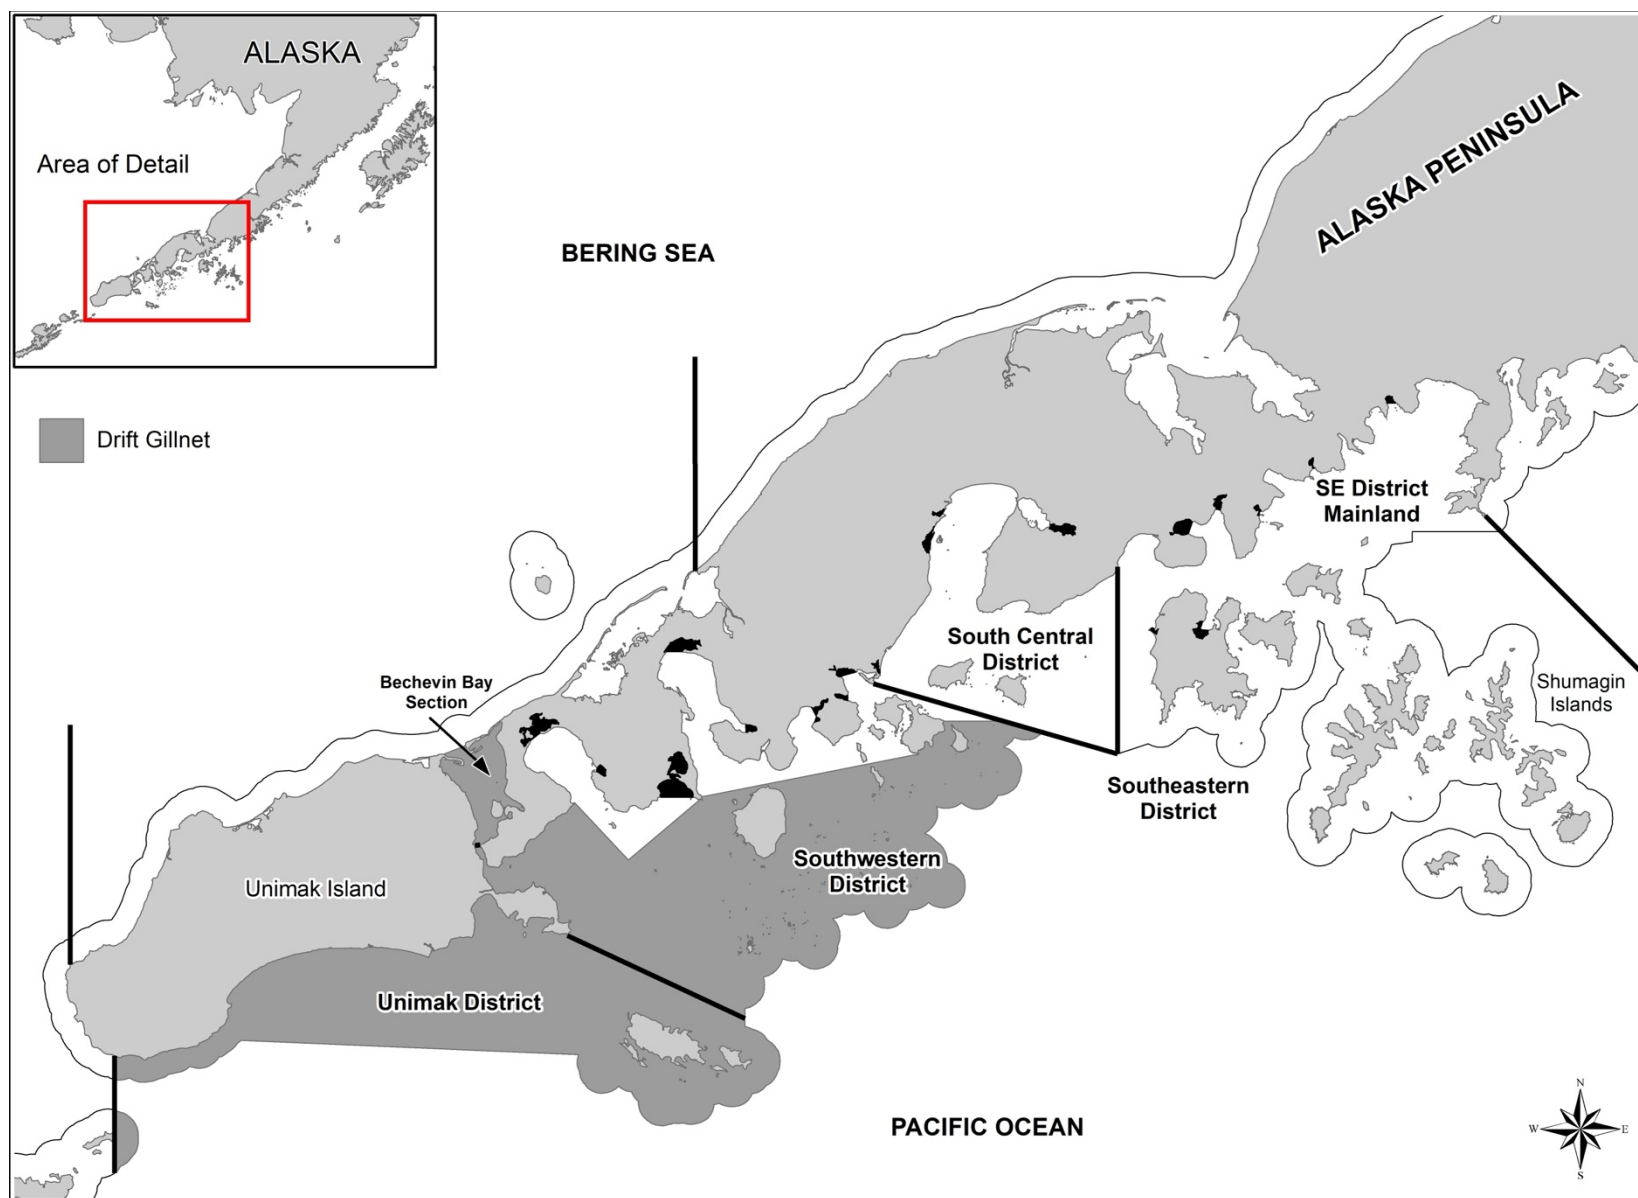 ALASKA
Area of Detail
ALASKA PENINSULA
BERING SEA
Drift Gillnet
SE District
Mainland
South Central
District
Bechevin Bay
Section
Shumagin
Islands
Southeastern
District
Southwestern
District
Unimak Island
Unimak District
PACIFIC OCEAN
N
W
E
S